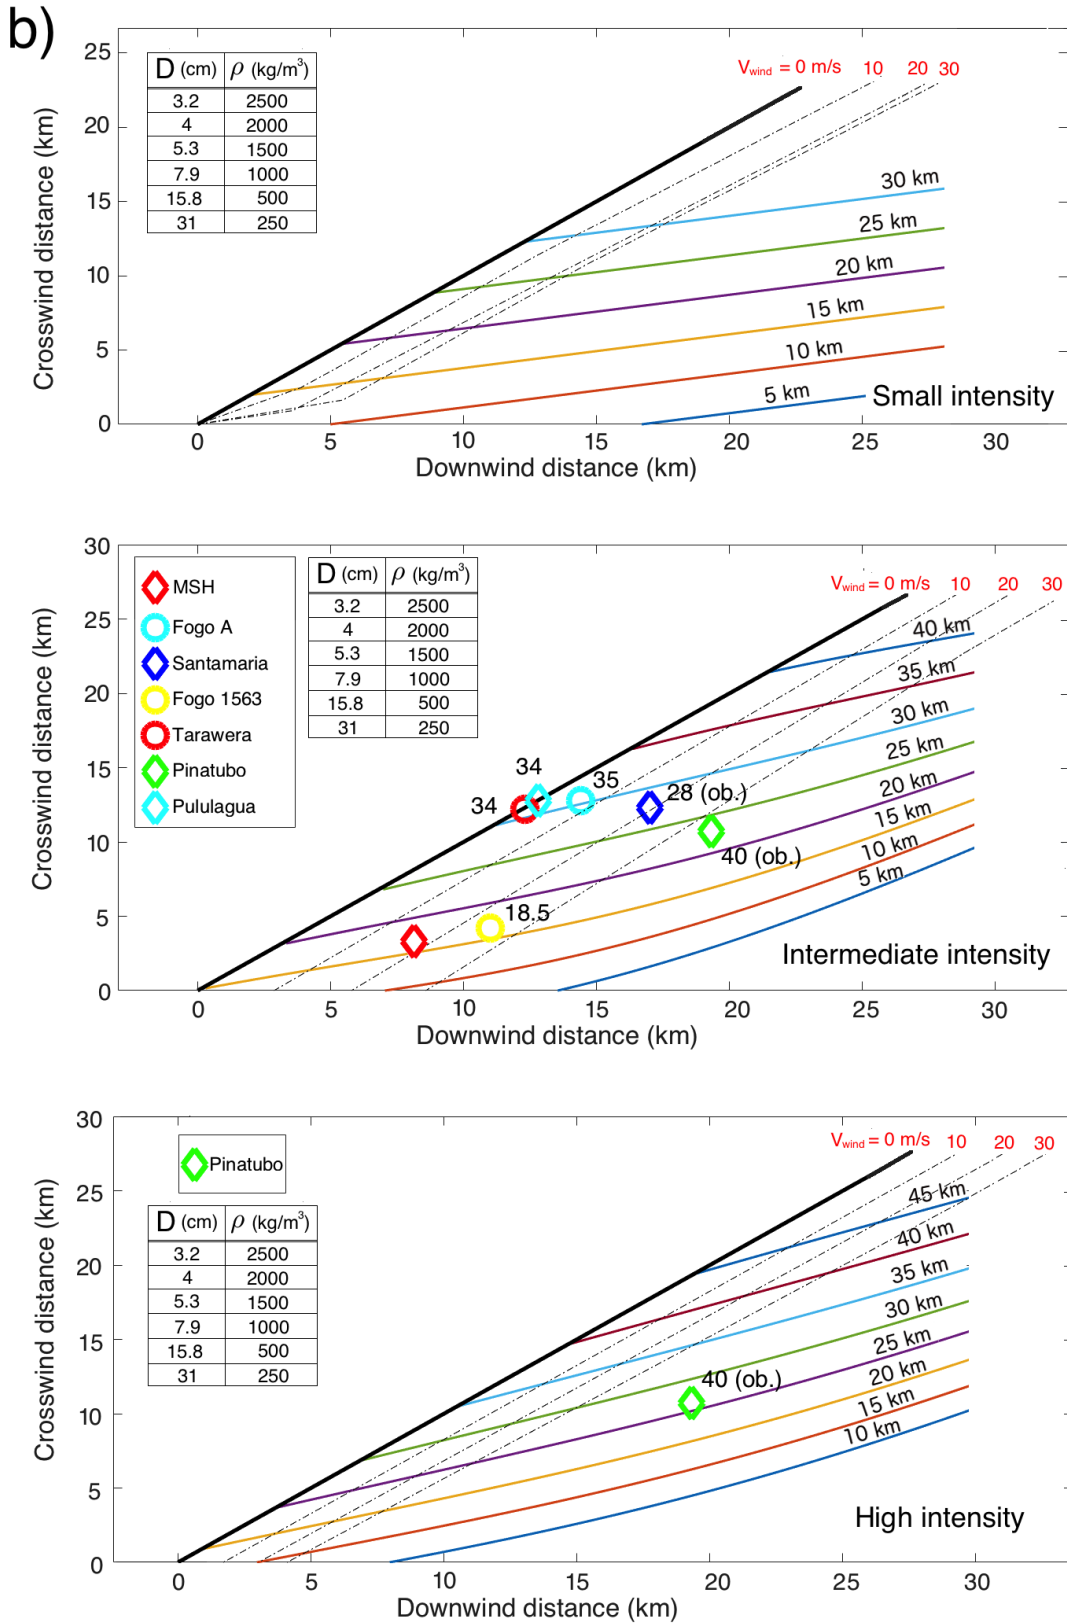 b)
25
20
15
10
5
0
Crosswind distance (km)
D (cm) ρ (kg/m³)
3.2 2500
4 2000
5.3 1500
7.9 1000
15.8 500
31 250
Vwind = 0 m/s 10 20 30
30 km
25 km
20 km
15 km
10 km
5 km
Small intensity
0 5 10 15 20 25 30
Downwind distance (km)
30
25
20
15
10
5
0
Crosswind distance (km)
MSH
Fogo A
Santamaria
Fogo 1563
Tarawera
Pinatubo
Pululagua
D (cm) ρ (kg/m³)
3.2 2500
4 2000
5.3 1500
7.9 1000
15.8 500
31 250
Vwind = 0 m/s 10 20 30
40 km
35 km
30 km
25 km
20 km
15 km
10 km
5 km
34
34
35
28 (ob.)
40 (ob.)
18.5
Intermediate intensity
0 5 10 15 20 25 30
Downwind distance (km)
30
25
20
15
10
5
0
Crosswind distance (km)
Pinatubo
D (cm) ρ (kg/m³)
3.2 2500
4 2000
5.3 1500
7.9 1000
15.8 500
31 250
Vwind = 0 m/s 10 20 30
45 km
40 km
35 km
30 km
25 km
20 km
15 km
10 km
40 (ob.)
High intensity
0 5 10 15 20 25 30
Downwind distance (km)